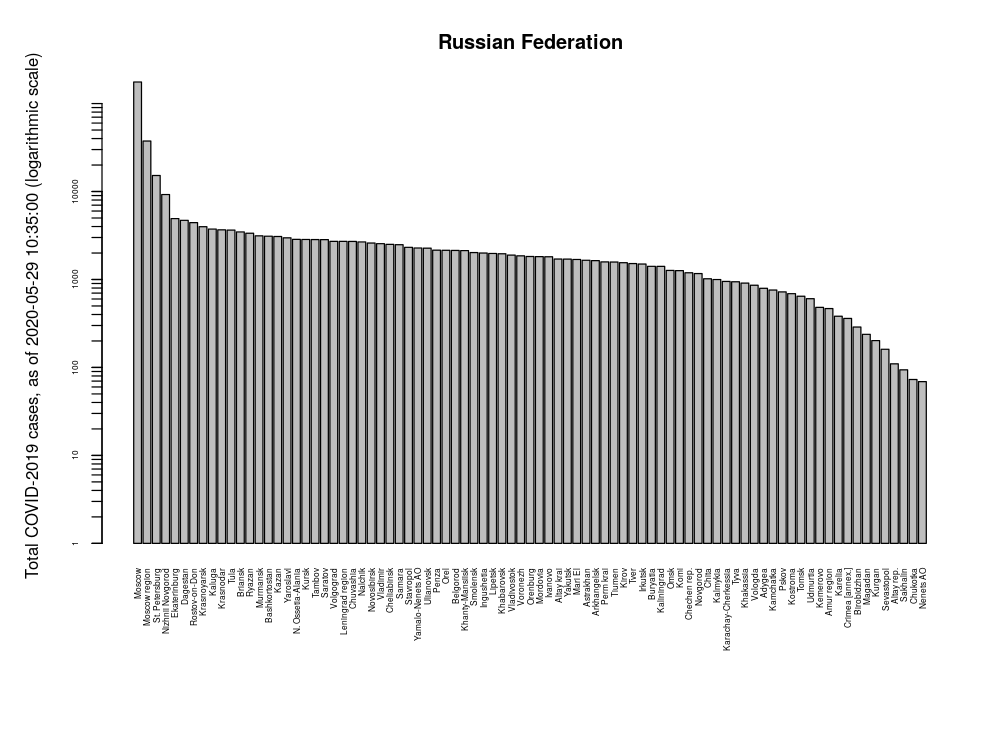 Russian Federation
Total COVID-2019 cases, as of 2020-05-29 10:35:00 (logarithmic scale)
10000
1000
100
10
1
Moscow
Moscow region
St. Petersburg
Nizhnii Novgorod
Ekaterinburg
Dagestan
Rostov-on-Don
Krasnoyarsk
Kaluga
Krasnodar
Tula
Briansk
Ryazan
Murmansk
Bashkortostan
Kazan
Yaroslavl
N.Ossetia-Alania
Kursk
Tambov
Saratov
Volgograd
Leningrad region
Chuvashia
Nalchik
Novosibirsk
Vladimir
Cheliabinsk
Samara
Stavropol
Yamalo-Nenets AO
Ulianovsk
Penza
Orel
Belgorod
Khanty-Mansiisk
Smolensk
Ingushetia
Lipetsk
Khabarovsk
Vladivostok
Voronezh
Orenburg
Mordovia
Ivanovo
Altay krai
Yakutsk
Mari El
Astrakhan
Arkhangelsk
Perm krai
Tiumen
Kirov
Tver
Irkutsk
Buryatia
Kaliningrad
Omsk
Komi
Chechen rep.
Novgorod
Chita
Kalmykia
Karachay-Cherkessia
Tyva
Khakassia
Vologda
Adygea
Kamchatka
Pskov
Kostroma
Tomsk
Udmurtia
Kemerovo
Amur region
Karelia
Crimea [annex.]
Birobidzhan
Magadan
Kurgan
Sevastopol
Altay rep.
Sakhalin
Chukotka
Nenets AO